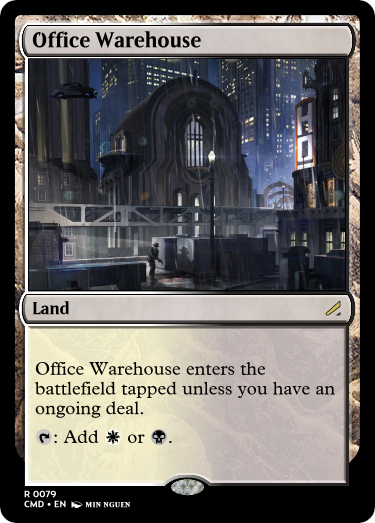 Office Warehouse
HO
Land
Office Warehouse enters the
battlefield tapped unless you have an
ongoing deal.
: Add or .
R 0079
CMD • EN MIN NGUEN